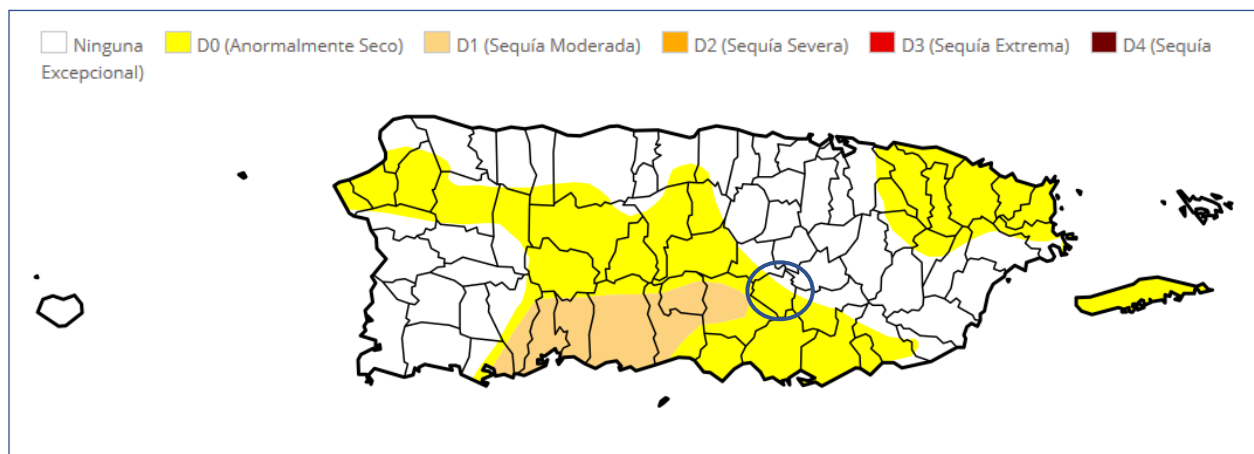 Ninguna D0 (Anormalmente Seco) D1 (Sequía Moderada) D2 (Sequía Severa) D3 (Sequía Extrema) D4 (Sequía
Excepcional)